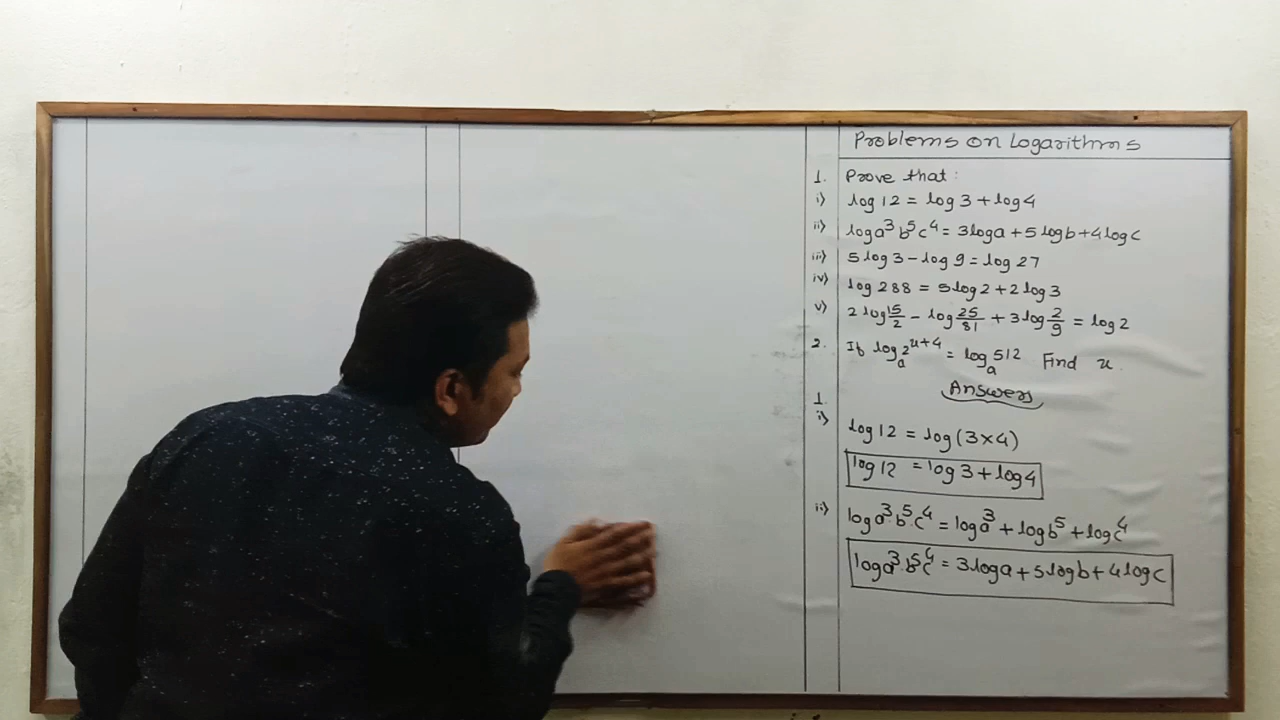 Problems on Logarithms
1. Prove that:
i) log 12 = log 3 + log 4
ii) log a³ b⁵ c⁴ = 3 log a + 5 log b + 4 log c
iii) 5 log 3 - log 9 = log 27
iv) log 288 = 5 log 2 + 2 log 3
v) 2 log 15/2 - log 25/81 + 3 log 2/9 = log 2
2. If logₐ 2^(x+4) = logₐ 512 Find x.
Answers
1.
i) log 12 = log (3 × 4)
log 12 = log 3 + log 4
ii) log a³·b⁵·c⁴ = log a³ + log b⁵ + log c⁴
log a³·b⁵c⁴ = 3 log a + 5 log b + 4 log c